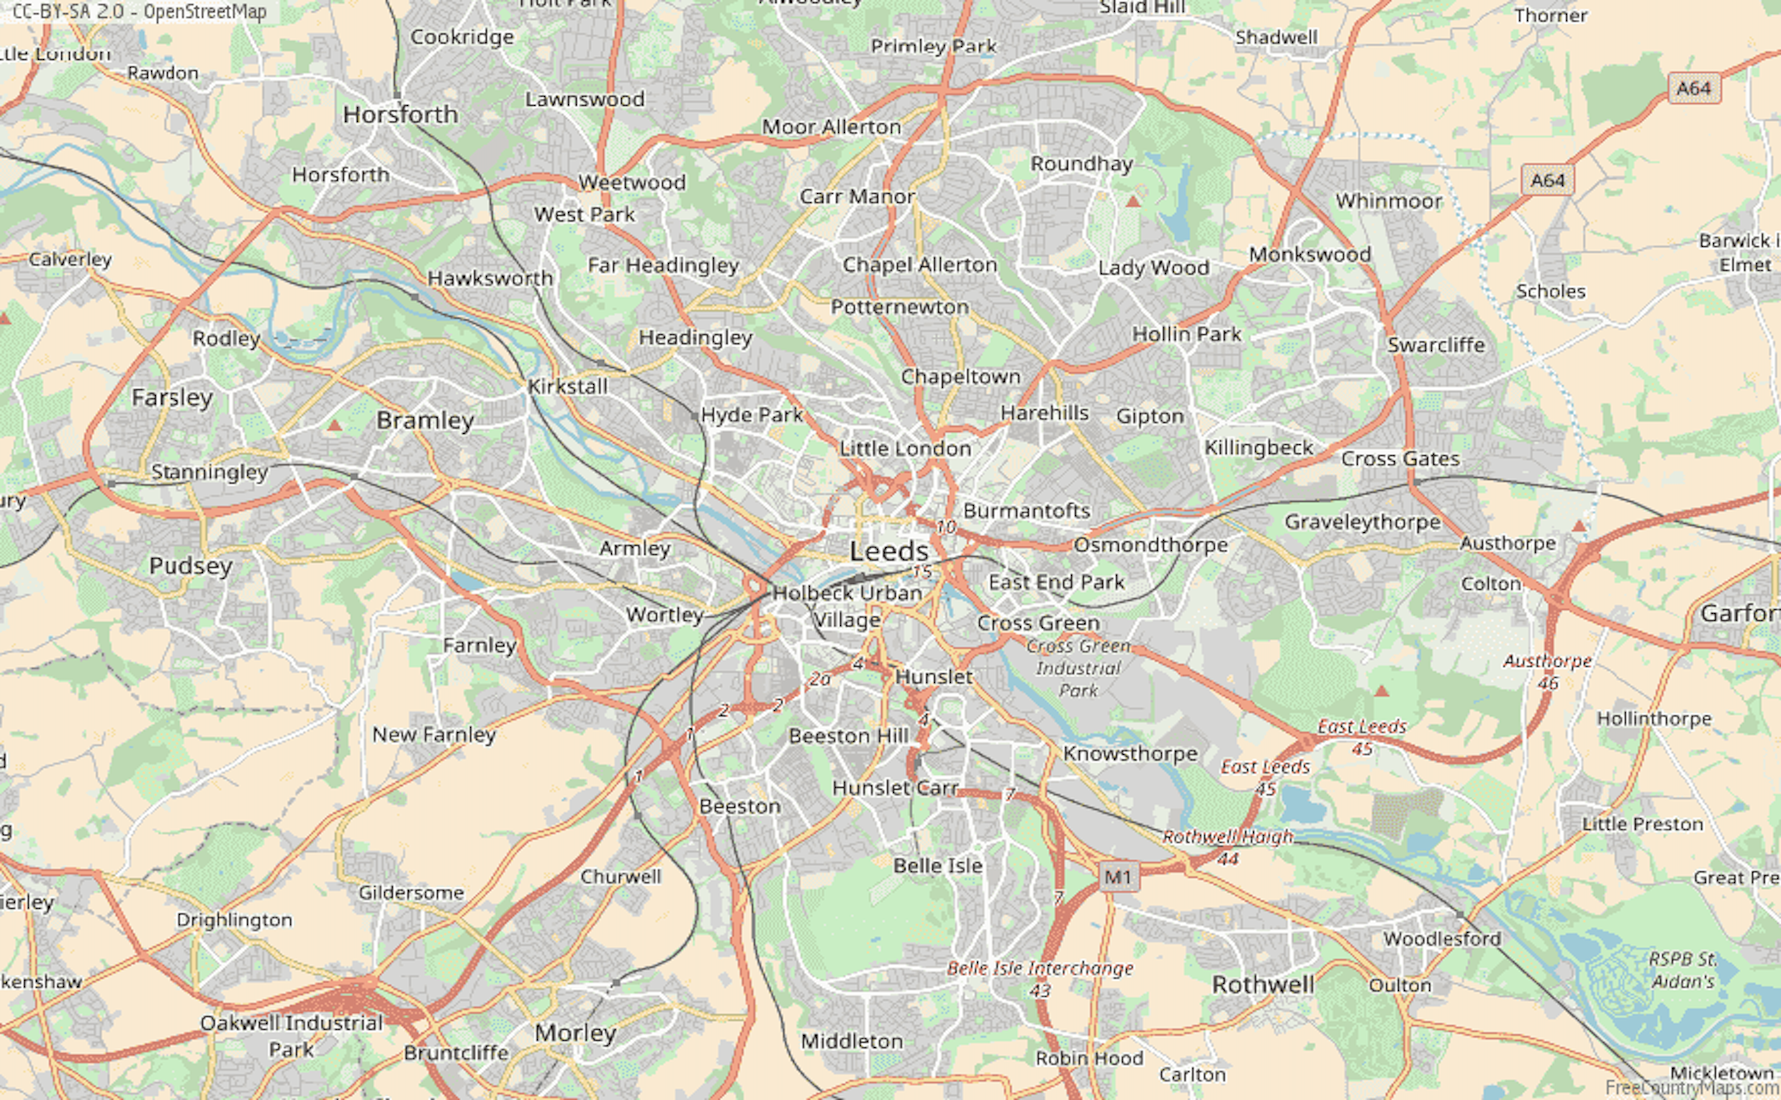 CC-BY-SA 2.0 - OpenStreetMap
Holt Park
Alwoodley
Slaid Hill
Thorner
Cookridge
Primley Park
Shadwell
ttle London
Rawdon
A64
Lawnswood
Horsforth
Moor Allerton
Roundhay
Horsforth
Weetwood
A64
Carr Manor
Whinmoor
West Park
Barwick i
Elmet
Calverley
Far Headingley
Chapel Allerton
Lady Wood
Monkswood
Hawksworth
Scholes
Potternewton
Rodley
Headingley
Hollin Park
Swarcliffe
Farsley
Kirkstall
Chapeltown
Bramley
Hyde Park
Harehills
Gipton
Little London
Killingbeck
Cross Gates
Stanningley
ury
Burmantofts
10
Graveleythorpe
Armley
Leeds
Osmondthorpe
Austhorpe
Pudsey
15
East End Park
Colton
Holbeck Urban
Village
Wortley
Cross Green
Garfor
Farnley
Cross Green
Industrial
Park
Austhorpe
46
4
2a
Hunslet
2
2
4
Hollinthorpe
New Farnley
1
Beeston Hill
East Leeds
45
Knowsthorpe
East Leeds
45
1
Hunslet Carr
7
Beeston
Little Preston
g
Rothwell Haigh
44
Belle Isle
Churwell
M1
Great Pre
Gildersome
7
ierley
Drighlington
Woodlesford
RSPB St.
Aidan's
Belle Isle Interchange
43
kenshaw
Rothwell
Oulton
Oakwell Industrial
Park
Morley
Middleton
Bruntcliffe
Robin Hood
Carlton
Mickletown
FreeCountryMaps.com